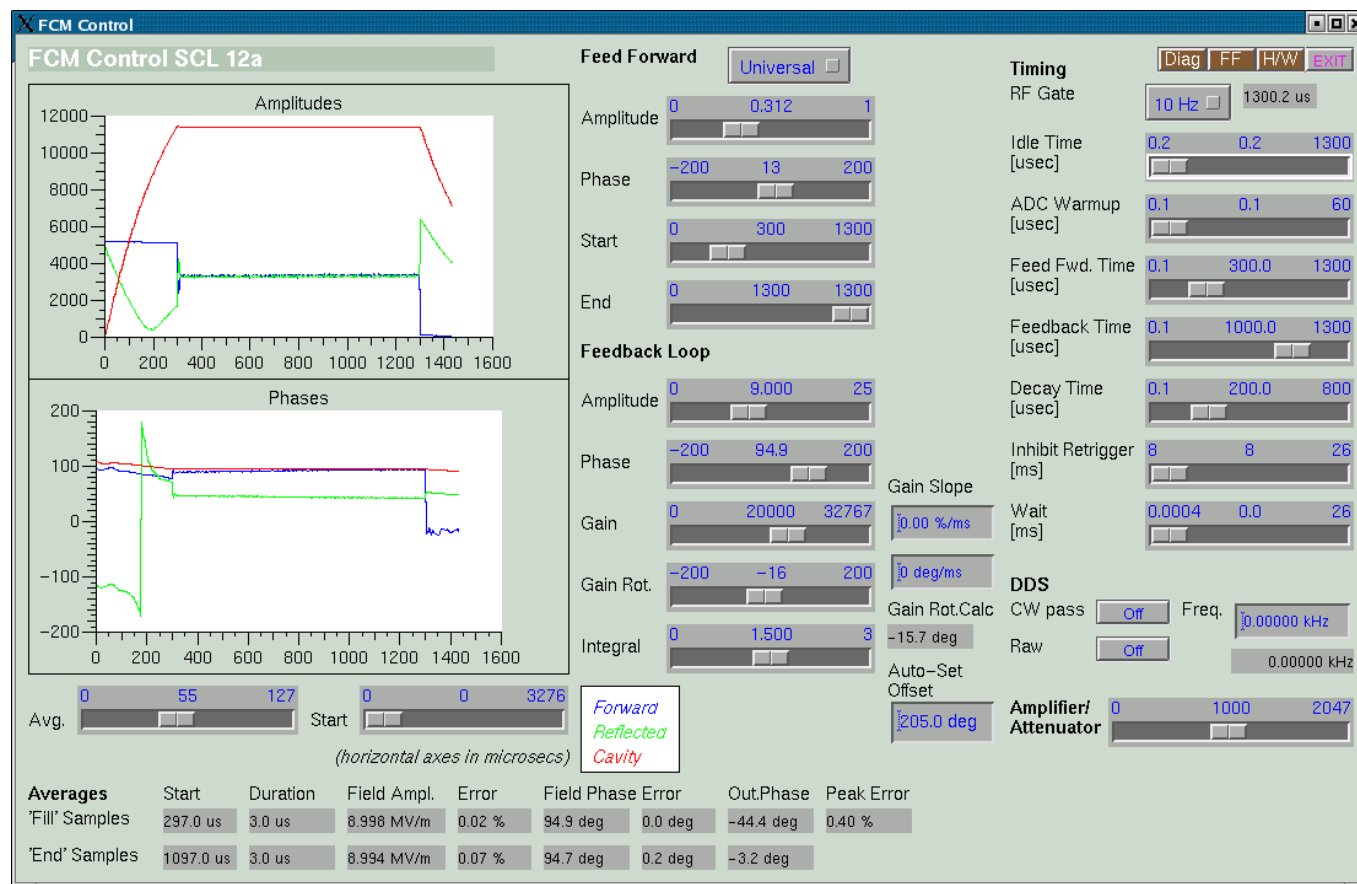 FCM Control
FCM Control SCL 12a
Amplitudes
12000
10000
8000
6000
4000
2000
0
0 200 400 600 800 1000 1200 1400 1600
Phases
200
100
0
−100
−200
0 200 400 600 800 1000 1200 1400 1600
Avg. 0 55 127
Start 0 0 3276
(horizontal axes in microsecs)
Feed Forward Universal
Amplitude 0 0.312 1
Phase −200 13 200
Start 0 300 1300
End 0 1300 1300
Feedback Loop
Amplitude 0 9.000 25
Phase −200 94.9 200
Gain 0 20000 32767
Gain Rot. −200 −16 200
Integral 0 1.500 3
Forward
Reflected
Cavity
Gain Slope
0.00 %/ms
0 deg/ms
Gain Rot.Calc
−15.7 deg
Auto−Set
Offset
205.0 deg
Diag FF H/W EXIT
Timing
RF Gate 10 Hz 1300.2 us
Idle Time 0.2 0.2 1300
[usec]
ADC Warmup 0.1 0.1 60
[usec]
Feed Fwd. Time 0.1 300.0 1300
[usec]
Feedback Time 0.1 1000.0 1300
[usec]
Decay Time 0.1 200.0 800
[usec]
Inhibit Retrigger 8 8 26
[ms]
Wait 0.0004 0.0 26
[ms]
DDS
CW pass Off Freq. 0.00000 kHz
Raw Off 0.00000 kHz
Amplifier/ 0 1000 2047
Attenuator
Averages Start Duration Field Ampl. Error Field Phase Error Out.Phase Peak Error
'Fill' Samples 297.0 us 3.0 us 8.998 MV/m 0.02 % 94.9 deg 0.0 deg −44.4 deg 0.40 %
'End' Samples 1097.0 us 3.0 us 8.994 MV/m 0.07 % 94.7 deg 0.2 deg −3.2 deg